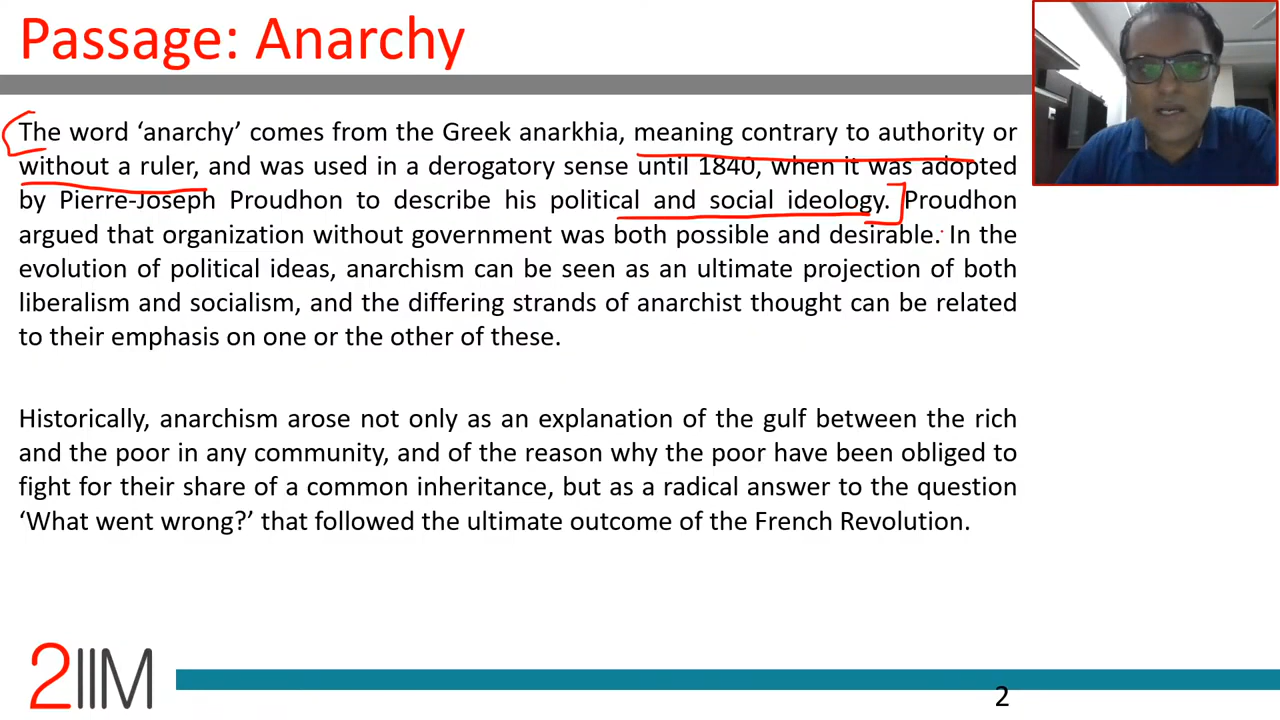 Passage: Anarchy
The word ‘anarchy’ comes from the Greek anarkhia, meaning contrary to authority or
without a ruler, and was used in a derogatory sense until 1840, when it was adopted
by Pierre-Joseph Proudhon to describe his political and social ideology. Proudhon
argued that organization without government was both possible and desirable. In the
evolution of political ideas, anarchism can be seen as an ultimate projection of both
liberalism and socialism, and the differing strands of anarchist thought can be related
to their emphasis on one or the other of these.
Historically, anarchism arose not only as an explanation of the gulf between the rich
and the poor in any community, and of the reason why the poor have been obliged to
fight for their share of a common inheritance, but as a radical answer to the question
‘What went wrong?’ that followed the ultimate outcome of the French Revolution.
2IIM
2